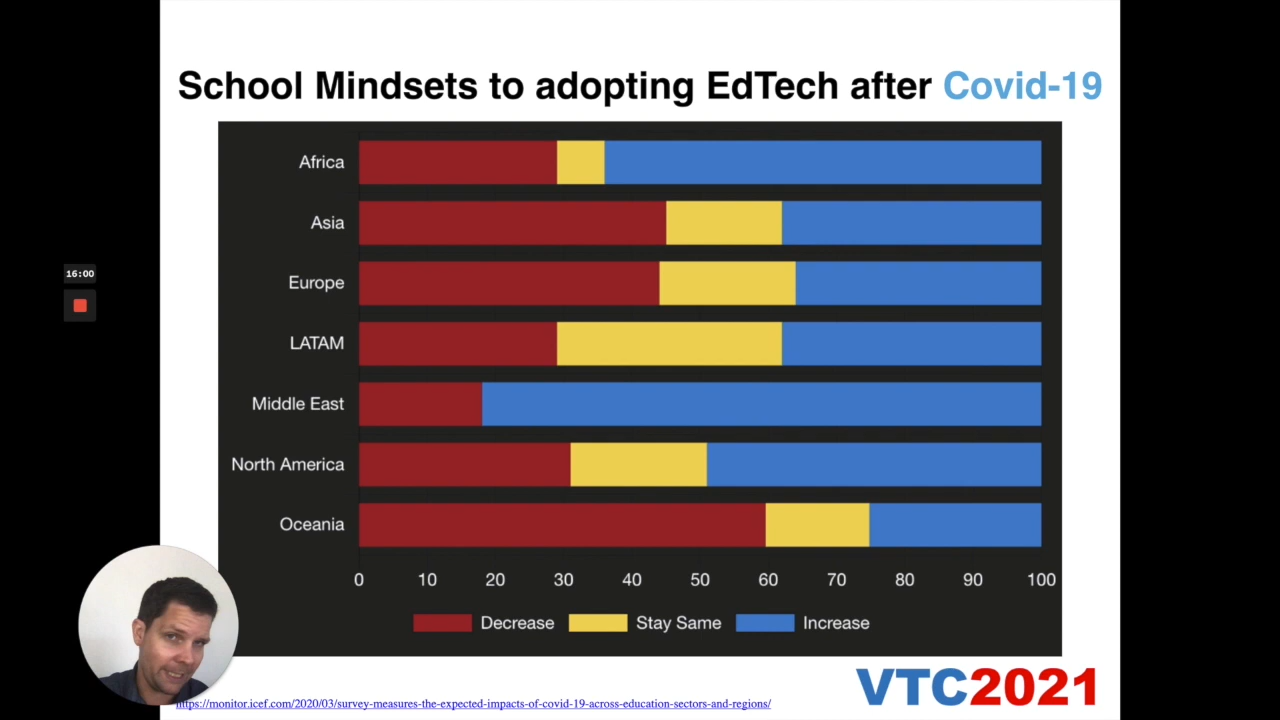 School Mindsets to adopting EdTech after Covid-19
Africa
Asia
Europe
LATAM
Middle East
North America
Oceania
0 10 20 30 40 50 60 70 80 90 100
Decrease Stay Same Increase
16:00
VTC2021
https://monitor.icef.com/2020/03/survey-measures-the-expected-impacts-of-covid-19-across-education-sectors-and-regions/